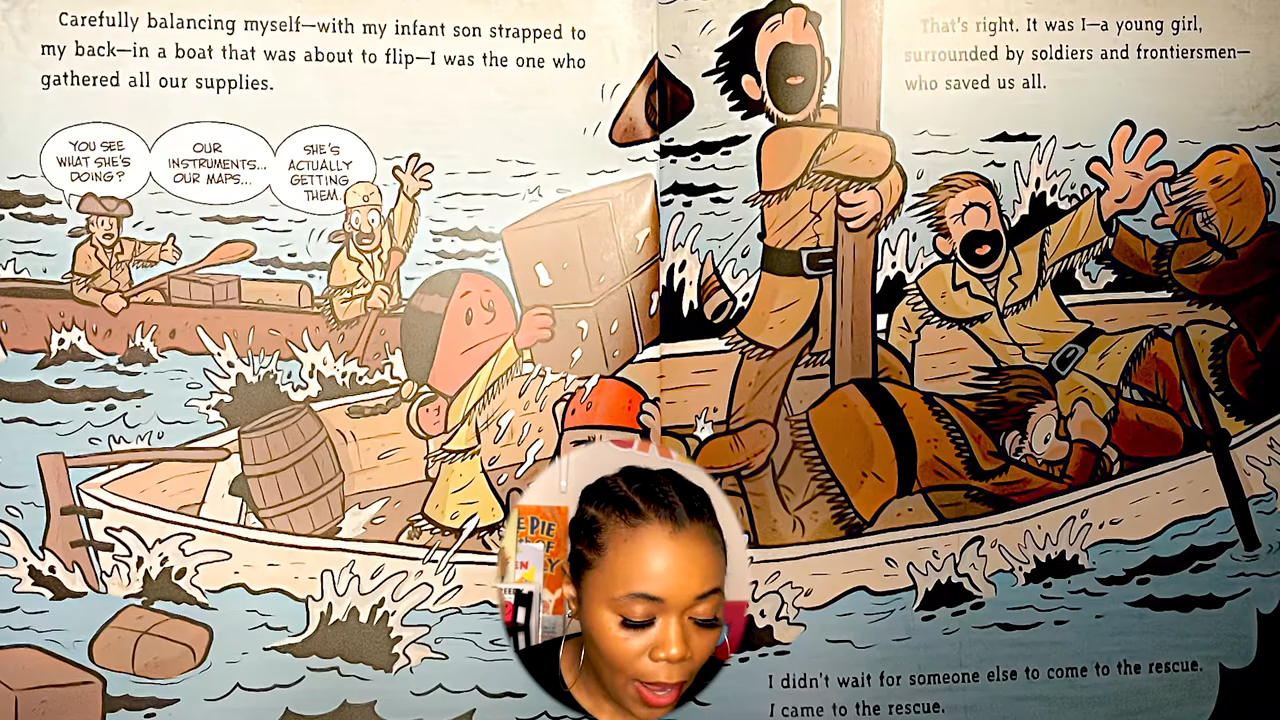 Carefully balancing myself—with my infant son strapped to
my back—in a boat that was about to flip—I was the one who
gathered all our supplies.
YOU SEE
WHAT SHE'S
DOING?
OUR
INSTRUMENTS...
OUR MAPS...
SHE'S
ACTUALLY
GETTING
THEM.
That's right. It was I—a young girl,
surrounded by soldiers and frontiersmen—
who saved us all.
E PIE
OF
I didn't wait for someone else to come to the rescue.
I came to the rescue.